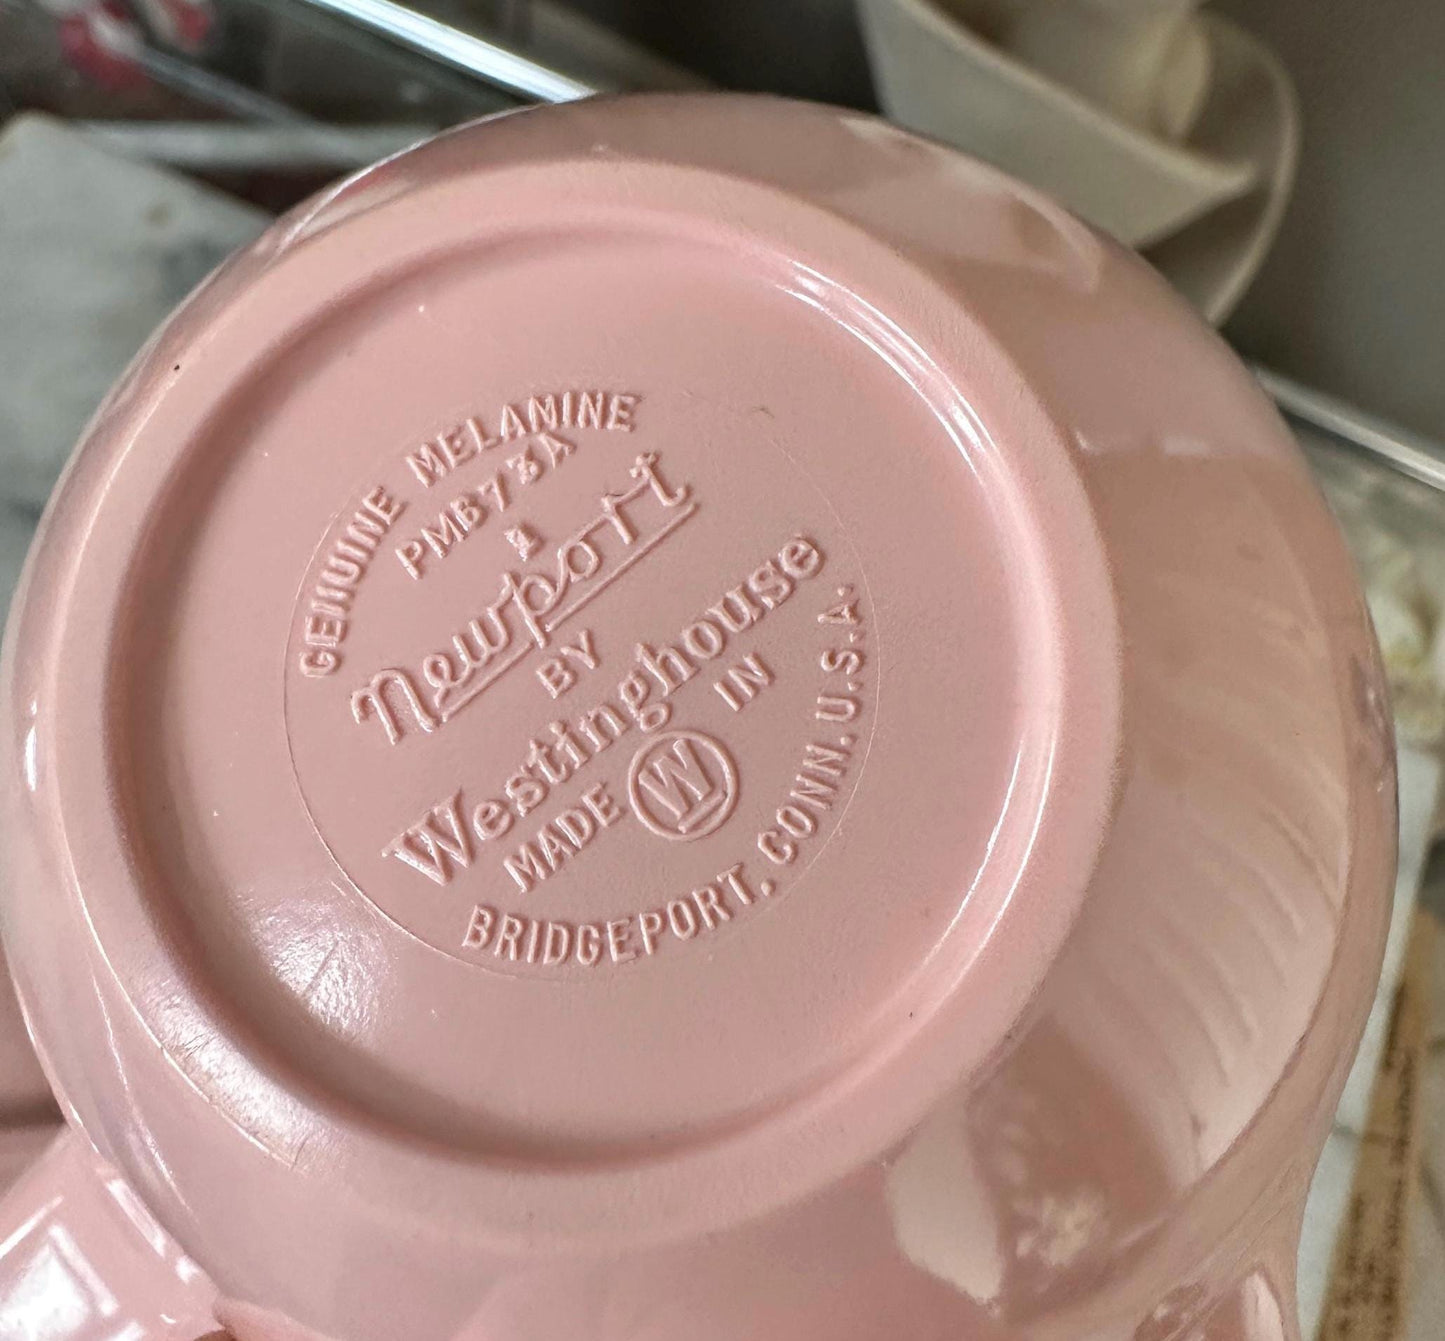 GENUINE MELAMINE
PMB73A
Newport
BY
Westinghouse
MADE W IN
BRIDGEPORT, CONN. U.S.A.